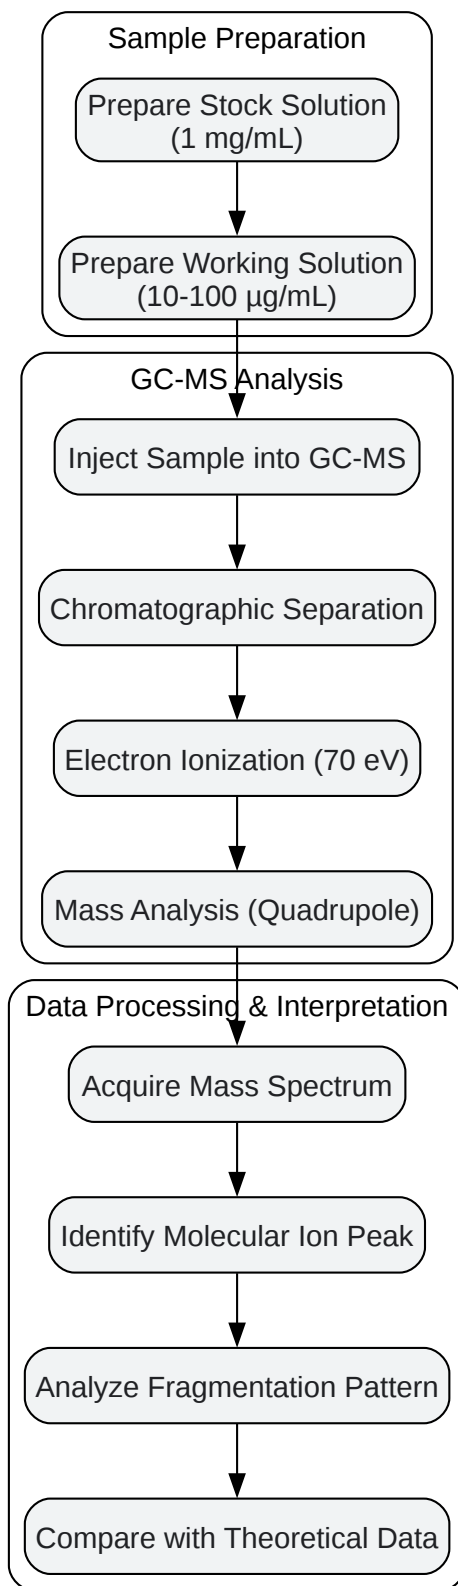 Sample Preparation
Prepare Stock Solution
(1 mg/mL)
Prepare Working Solution
(10-100 µg/mL)
GC-MS Analysis
Inject Sample into GC-MS
Chromatographic Separation
Electron Ionization (70 eV)
Mass Analysis (Quadrupole)
Data Processing & Interpretation
Acquire Mass Spectrum
Identify Molecular Ion Peak
Analyze Fragmentation Pattern
Compare with Theoretical Data